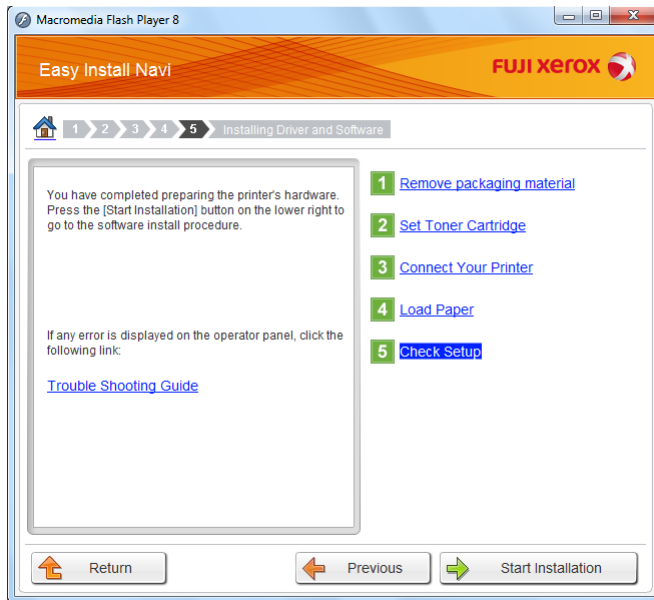 Macromedia Flash Player 8
Easy Install Navi
FUJI xerox
1 2 3 4 5 Installing Driver and Software
You have completed preparing the printer's hardware.
Press the [Start Installation] button on the lower right to
go to the software install procedure.
If any error is displayed on the operator panel, click the
following link:
Trouble Shooting Guide
1 Remove packaging material
2 Set Toner Cartridge
3 Connect Your Printer
4 Load Paper
5 Check Setup
Return
Previous
Start Installation